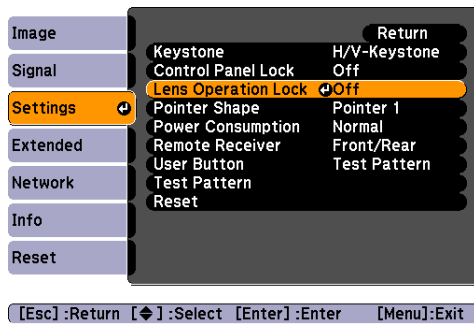 Image
Signal
Settings
Extended
Network
Info
Reset
Return
Keystone H/V-Keystone
Control Panel Lock Off
Lens Operation Lock Off
Pointer Shape Pointer 1
Power Consumption Normal
Remote Receiver Front/Rear
User Button Test Pattern
Test Pattern
Reset
[Esc] :Return [◆] :Select [Enter] :Enter [Menu]:Exit